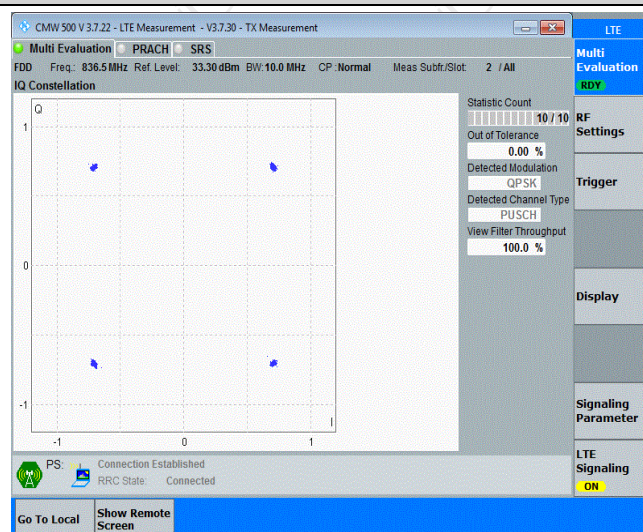 CMW 500 V 3.7.22 - LTE Measurement - V3.7.30 - TX Measurement
LTE
Multi Evaluation PRACH SRS
FDD Freq.: 836.5 MHz Ref. Level: 33.30 dBm BW: 10.0 MHz CP : Normal Meas Subfr./Slot: 2 / All
IQ Constellation
Q
1
0
-1
I
-1 0 1
Statistic Count
10 / 10
Out of Tolerance
0.00 %
Detected Modulation
QPSK
Detected Channel Type
PUSCH
View Filter Throughput
100.0 %
Multi
Evaluation
RDY
RF
Settings
Trigger
Display
Signaling
Parameter
LTE
Signaling
ON
PS: Connection Established
RRC State: Connected
Go To Local
Show Remote
Screen